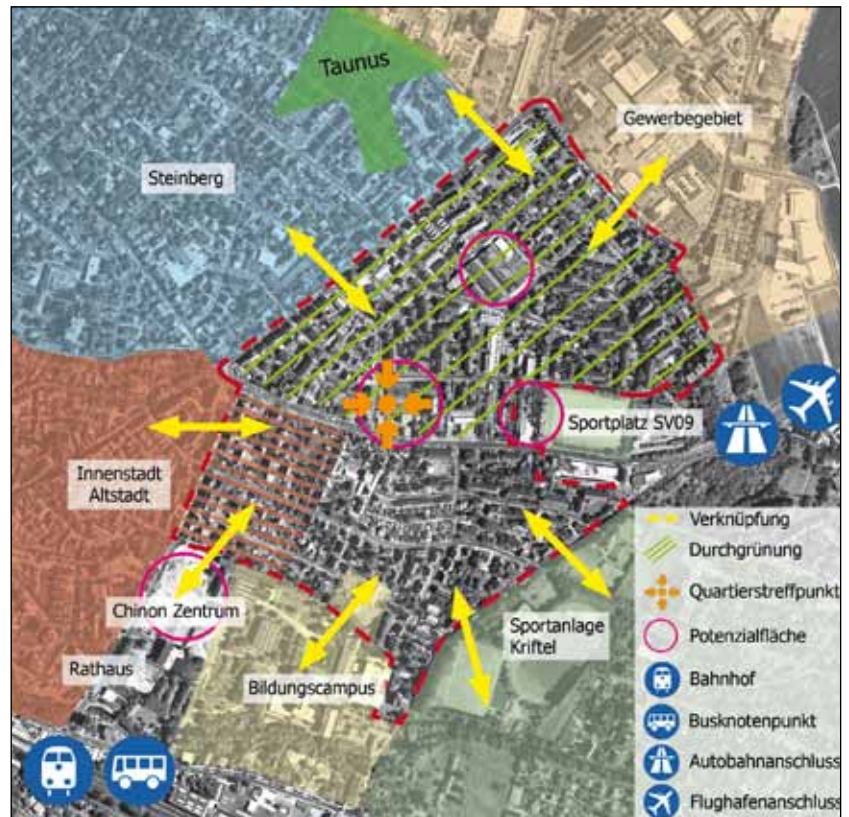 Taunus
Gewerbegebiet
Steinberg
Sportplatz SV09
Innenstadt
Altstadt
Chinon Zentrum
Rathaus
Bildungscampus
Sportanlage
Kriftel
Verknüpfung
Durchgrünung
Quartierstreffpunkt
Potenzialfläche
Bahnhof
Busknotenpunkt
Autobahnanschluss
Flughafenanschluss